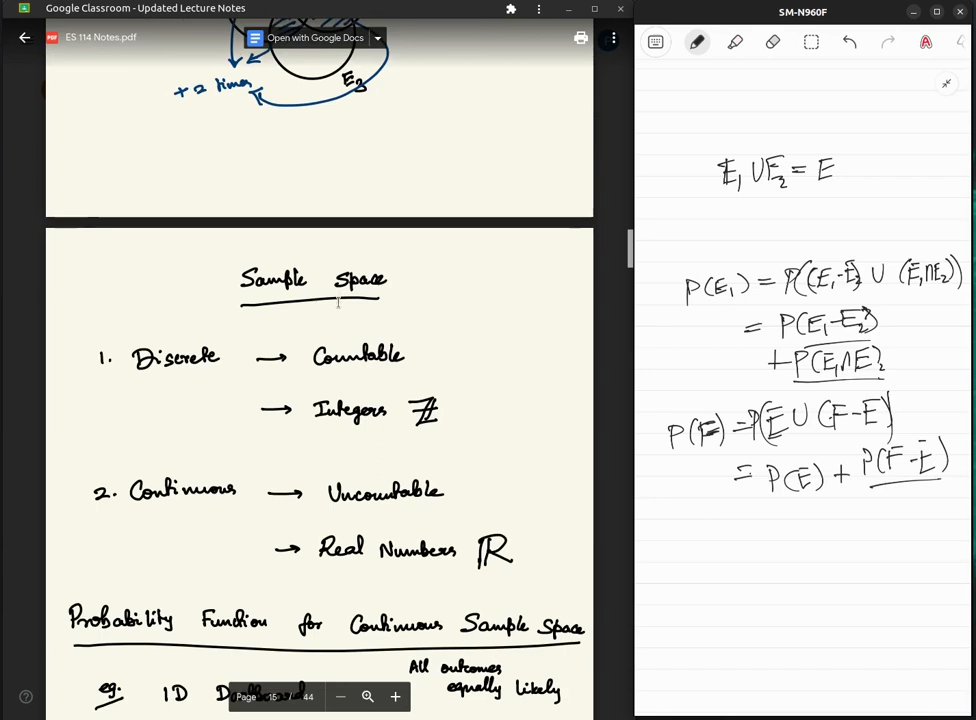 Google Classroom - Updated Lecture Notes
SM-N960F
PDF ES 114 Notes.pdf
Open with Google Docs
A
E3
+2 times
Sample Space
1. Discrete → Countable
→ Integers ℤ
2. Continuous → Uncountable
→ Real Numbers ℝ
Probability Function for Continuous Sample Space
All outcomes
equally likely
eg. 1D
Page 15 / 44
E1 ∪ E2 = E
P(E1) = P((E1-E2) ∪ (E1∩E2))
= P(E1-E2)
+ P(E1∩E)2
P(F) = P(E ∪ (F-E))
= P(E) + P(F-E)